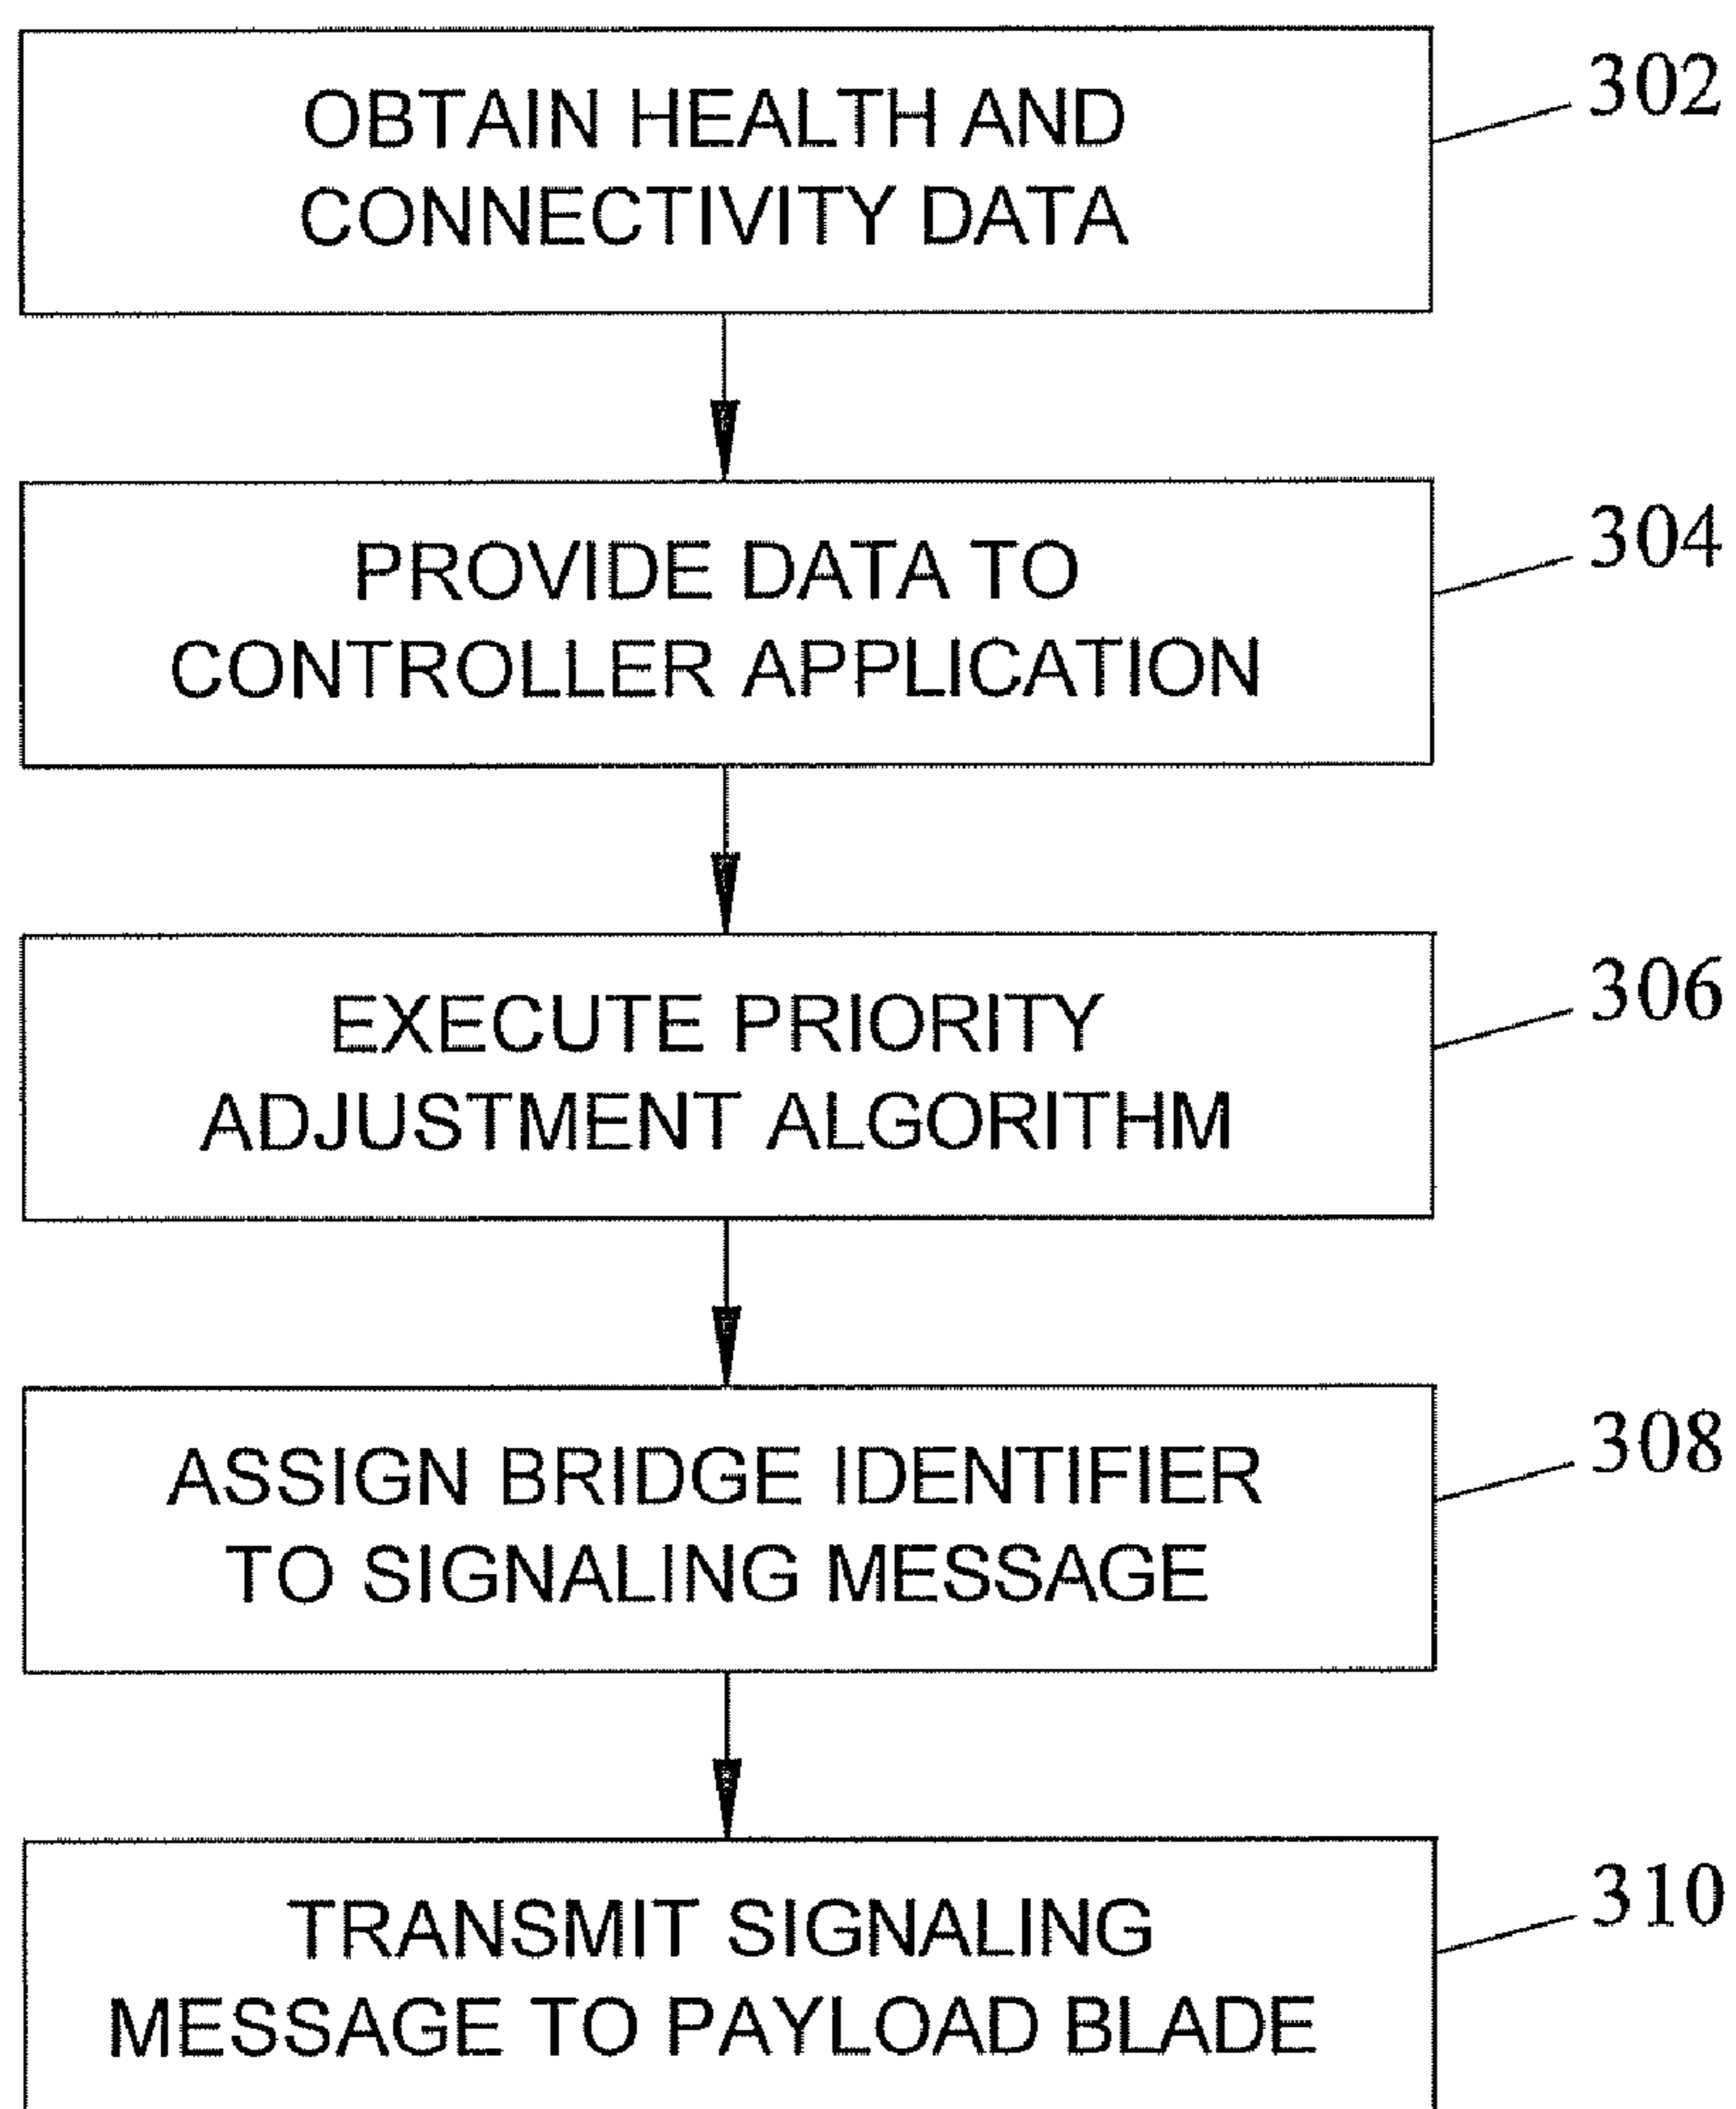 OBTAIN HEALTH AND
CONNECTIVITY DATA
302
PROVIDE DATA TO
CONTROLLER APPLICATION
304
EXECUTE PRIORITY
ADJUSTMENT ALGORITHM
306
ASSIGN BRIDGE IDENTIFIER
TO SIGNALING MESSAGE
308
TRANSMIT SIGNALING
MESSAGE TO PAYLOAD BLADE
310